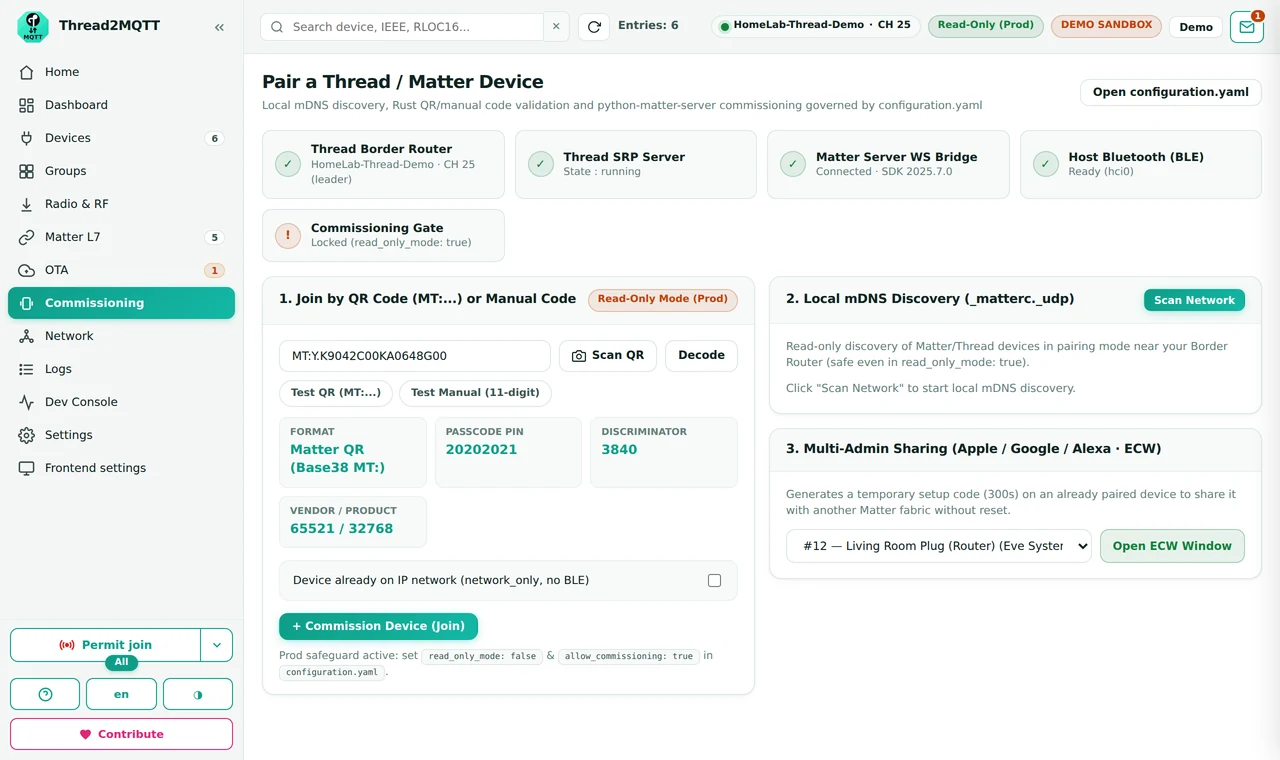 MQTT
Thread2MQTT
«
Search device, IEEE, RLOC16...
×
Entries: 6
HomeLab-Thread-Demo · CH 25
Read-Only (Prod)
DEMO SANDBOX
Demo
1
Home
Dashboard
Devices 6
Groups
Radio & RF
Matter L7 5
OTA 1
Commissioning
Network
Logs
Dev Console
Settings
Frontend settings
Permit join
All
en
Contribute
Pair a Thread / Matter Device
Local mDNS discovery, Rust QR/manual code validation and python-matter-server commissioning governed by configuration.yaml
Open configuration.yaml
✓
Thread Border Router
HomeLab-Thread-Demo · CH 25
(leader)
✓
Thread SRP Server
State : running
✓
Matter Server WS Bridge
Connected · SDK 2025.7.0
✓
Host Bluetooth (BLE)
Ready (hci0)
!
Commissioning Gate
Locked (read_only_mode: true)
1. Join by QR Code (MT:...) or Manual Code
Read-Only Mode (Prod)
MT:Y.K9042C00KA0648G00
Scan QR
Decode
Test QR (MT:...)
Test Manual (11-digit)
FORMAT
Matter QR
(Base38 MT:)
PASSCODE PIN
20202021
DISCRIMINATOR
3840
VENDOR / PRODUCT
65521 / 32768
Device already on IP network (network_only, no BLE)
+ Commission Device (Join)
Prod safeguard active: set read_only_mode: false & allow_commissioning: true in
configuration.yaml.
2. Local mDNS Discovery (_matterc._udp)
Scan Network
Read-only discovery of Matter/Thread devices in pairing mode near your Border
Router (safe even in read_only_mode: true).
Click "Scan Network" to start local mDNS discovery.
3. Multi-Admin Sharing (Apple / Google / Alexa · ECW)
Generates a temporary setup code (300s) on an already paired device to share it
with another Matter fabric without reset.
#12 — Living Room Plug (Router) (Eve Syster
Open ECW Window